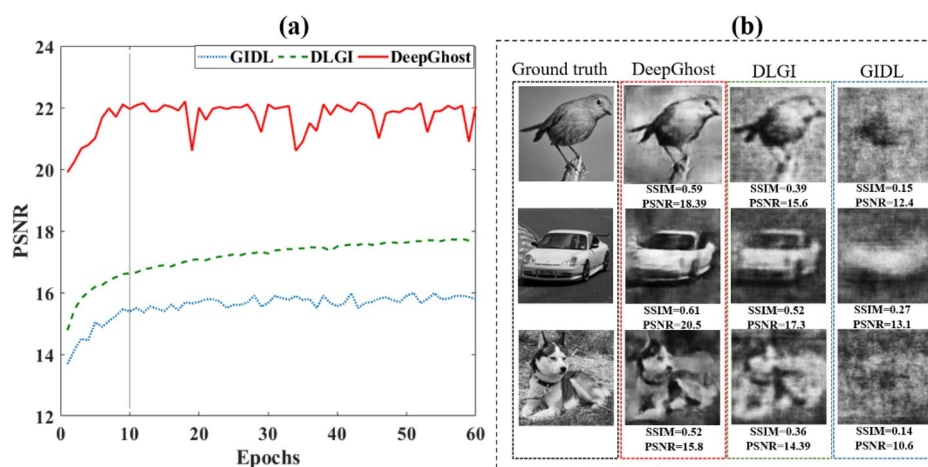 (a)
24
22
20
18
16
14
12
PSNR
0
10
20
30
40
50
60
Epochs
GIDL
DLGI
DeepGhost
(b)
Ground truth
DeepGhost
DLGI
GIDL
SSIM=0.59
PSNR=18.39
SSIM=0.39
PSNR=15.6
SSIM=0.15
PSNR=12.4
SSIM=0.61
PSNR=20.5
SSIM=0.52
PSNR=17.3
SSIM=0.27
PSNR=13.1
SSIM=0.52
PSNR=15.8
SSIM=0.36
PSNR=14.39
SSIM=0.14
PSNR=10.6